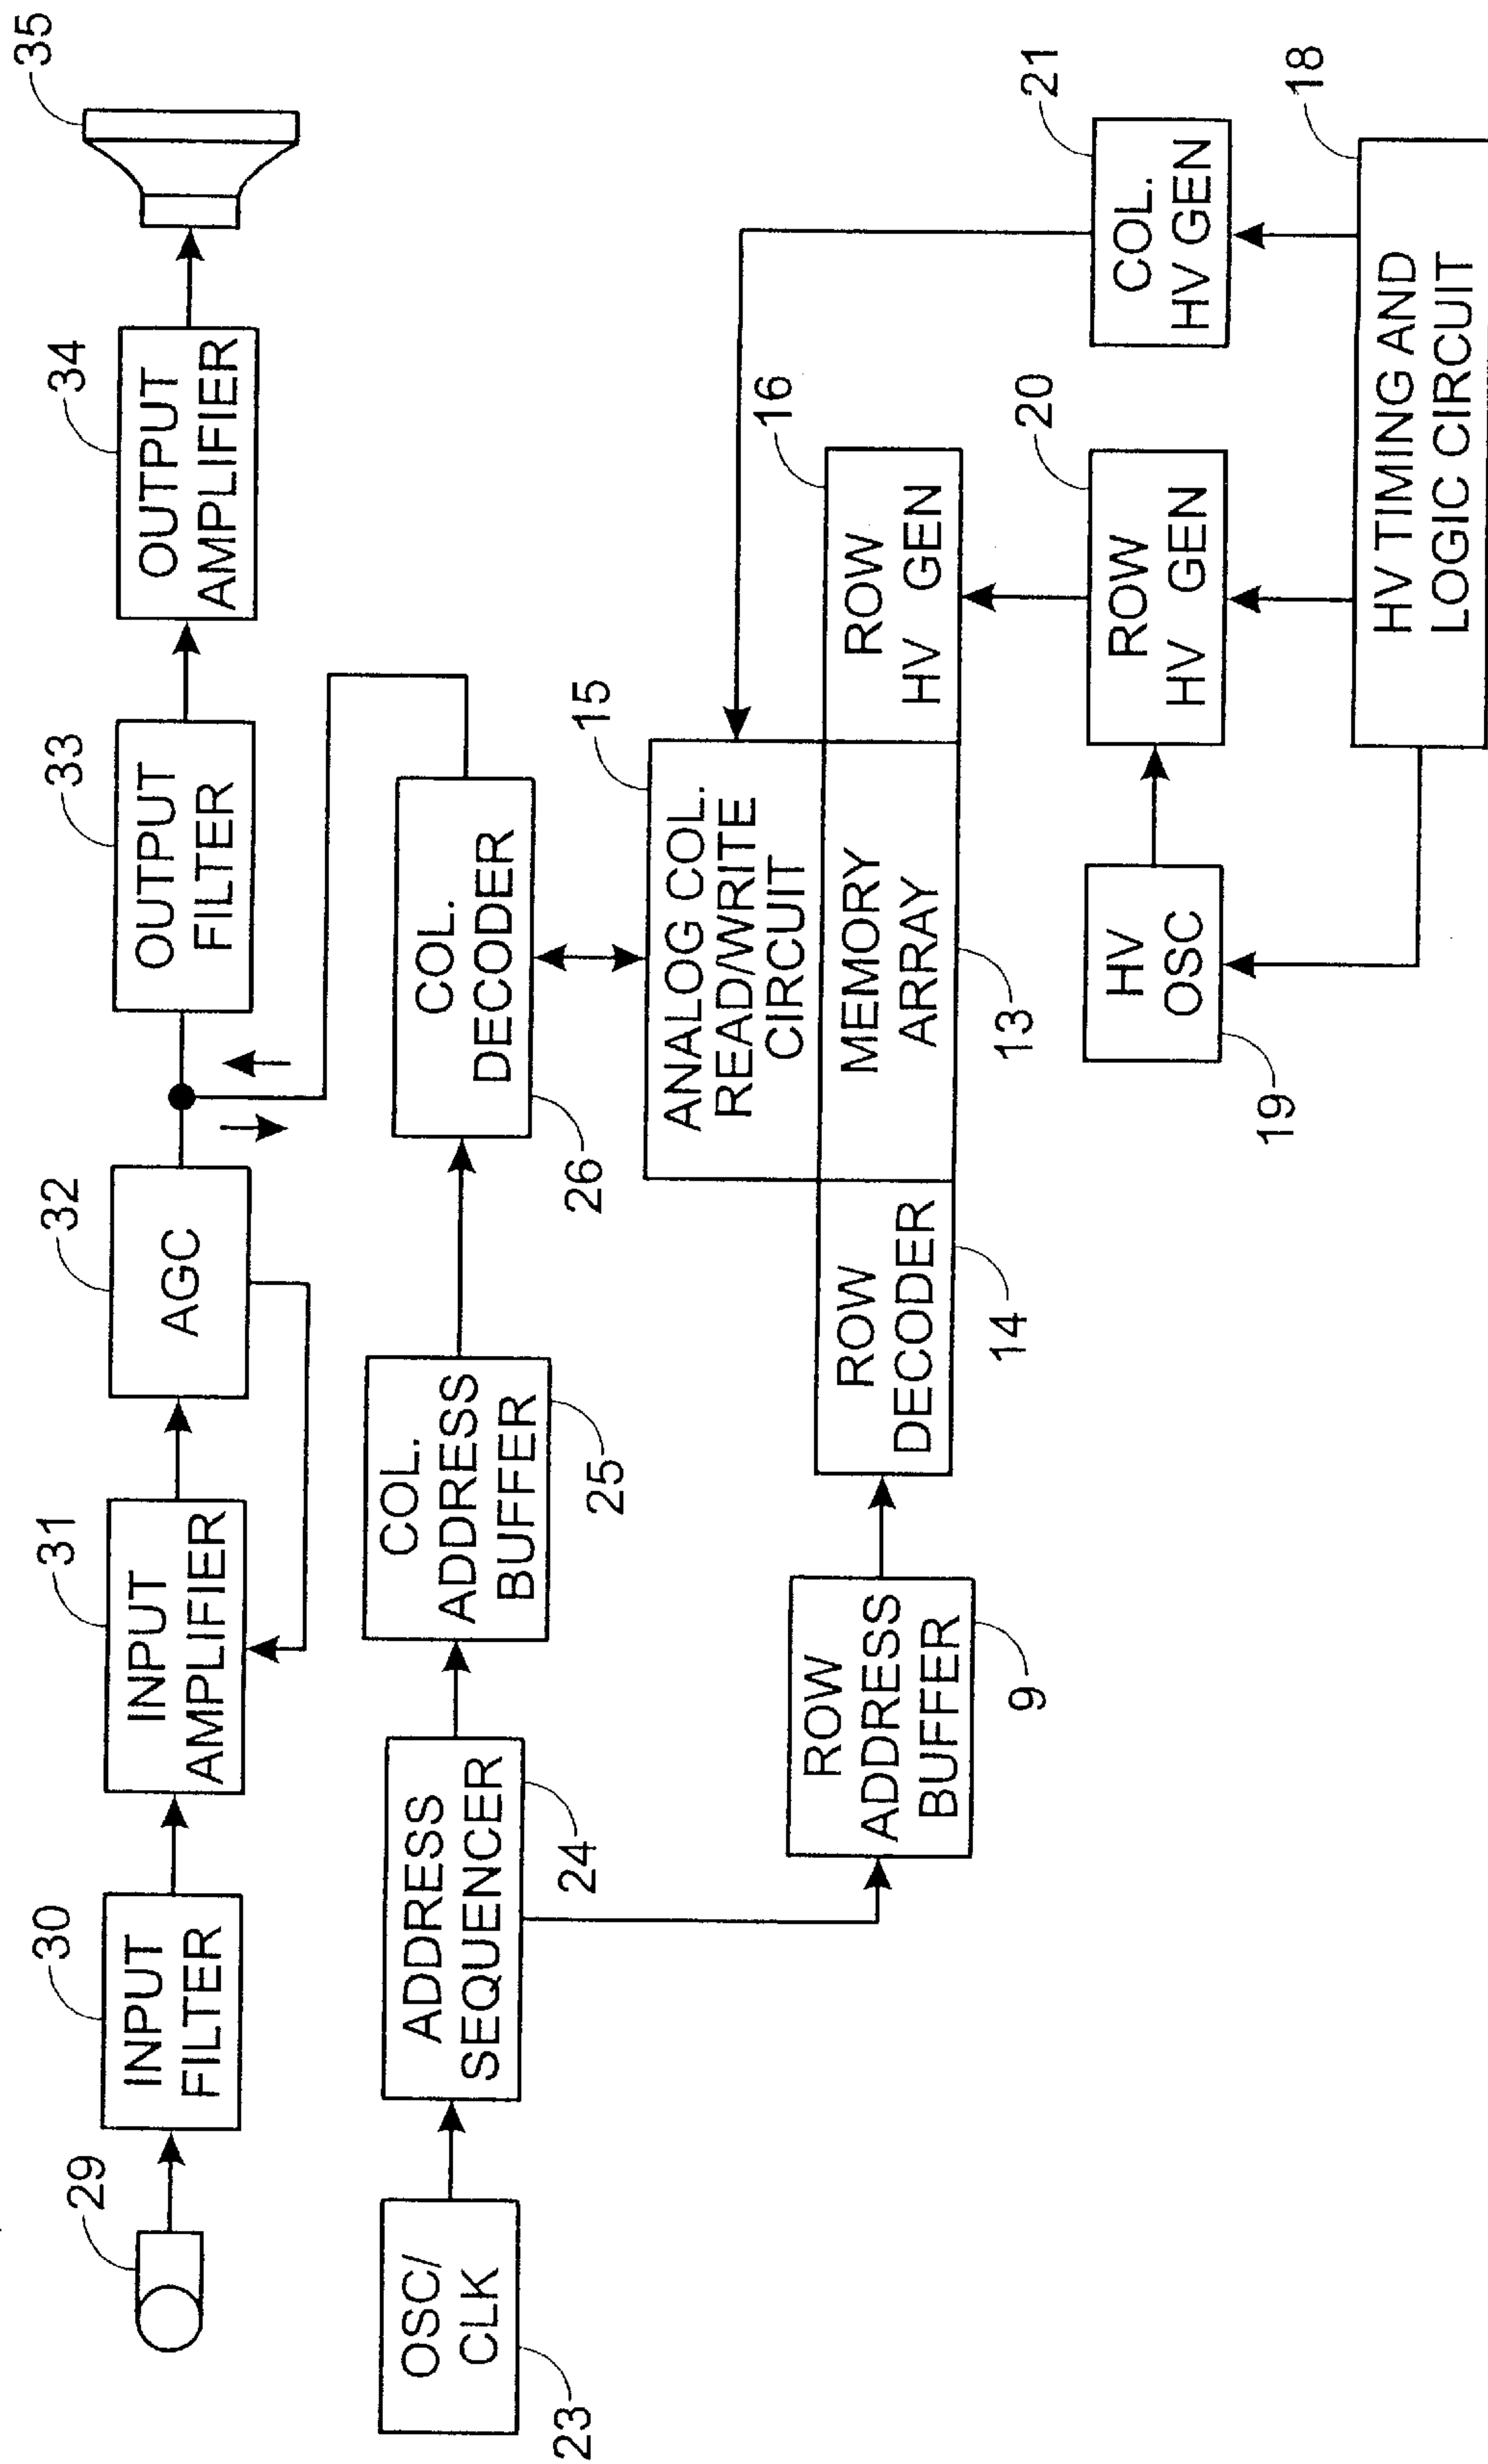 29
30
31
32
33
34
35
INPUT
FILTER
INPUT
AMPLIFIER
AGC
OUTPUT
FILTER
OUTPUT
AMPLIFIER
OSC/
CLK
23
ADDRESS
SEQUENCER
24
COL.
ADDRESS
BUFFER
25
COL.
DECODER
26
15
ANALOG COL.
READ/WRITE
CIRCUIT
16
ROW
ADDRESS
BUFFER
9
ROW
DECODER
14
MEMORY
ARRAY
13
ROW
HV GEN
21
COL.
HV GEN
20
ROW
HV GEN
HV
OSC
19
18
HV TIMING AND
LOGIC CIRCUIT